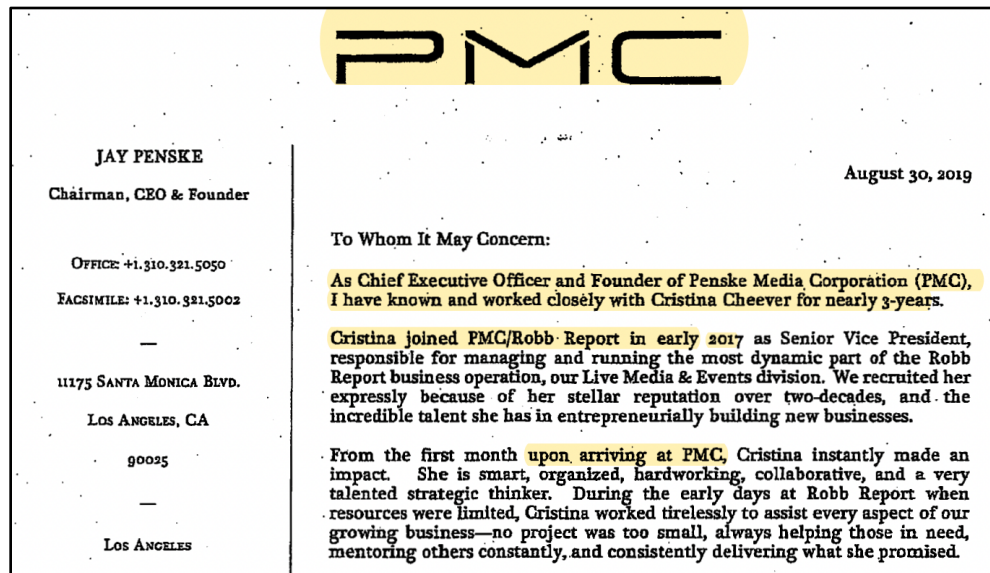 PMC
JAY PENSKE
Chairman, CEO & Founder
OFFICE: +1.310.321.5050
FACSIMILE: +1.310.321.5002
—
11175 SANTA MONICA BLVD.
LOS ANGELES, CA
90025
—
LOS ANGELES
August 30, 2019
To Whom It May Concern:
As Chief Executive Officer and Founder of Penske Media Corporation (PMC),
I have known and worked closely with Cristina Cheever for nearly 3-years.
Cristina joined PMC/Robb Report in early 2017 as Senior Vice President,
responsible for managing and running the most dynamic part of the Robb
Report business operation, our Live Media & Events division. We recruited her
expressly because of her stellar reputation over two-decades, and the
incredible talent she has in entrepreneurially building new businesses.
From the first month upon arriving at PMC, Cristina instantly made an
impact. She is smart, organized, hardworking, collaborative, and a very
talented strategic thinker. During the early days at Robb Report when
resources were limited, Cristina worked tirelessly to assist every aspect of our
growing business—no project was too small, always helping those in need,
mentoring others constantly, and consistently delivering what she promised.